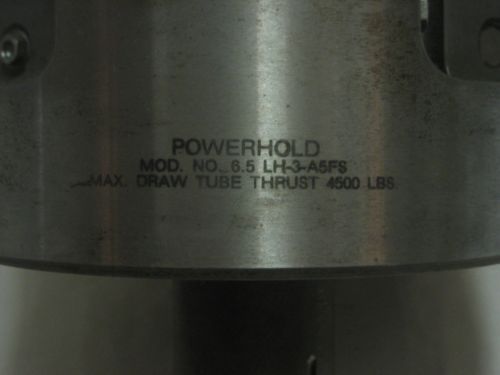 POWERHOLD
MOD. NO. 6.5 LH-3-A5FS
MAX. DRAW TUBE THRUST 4500 LBS.